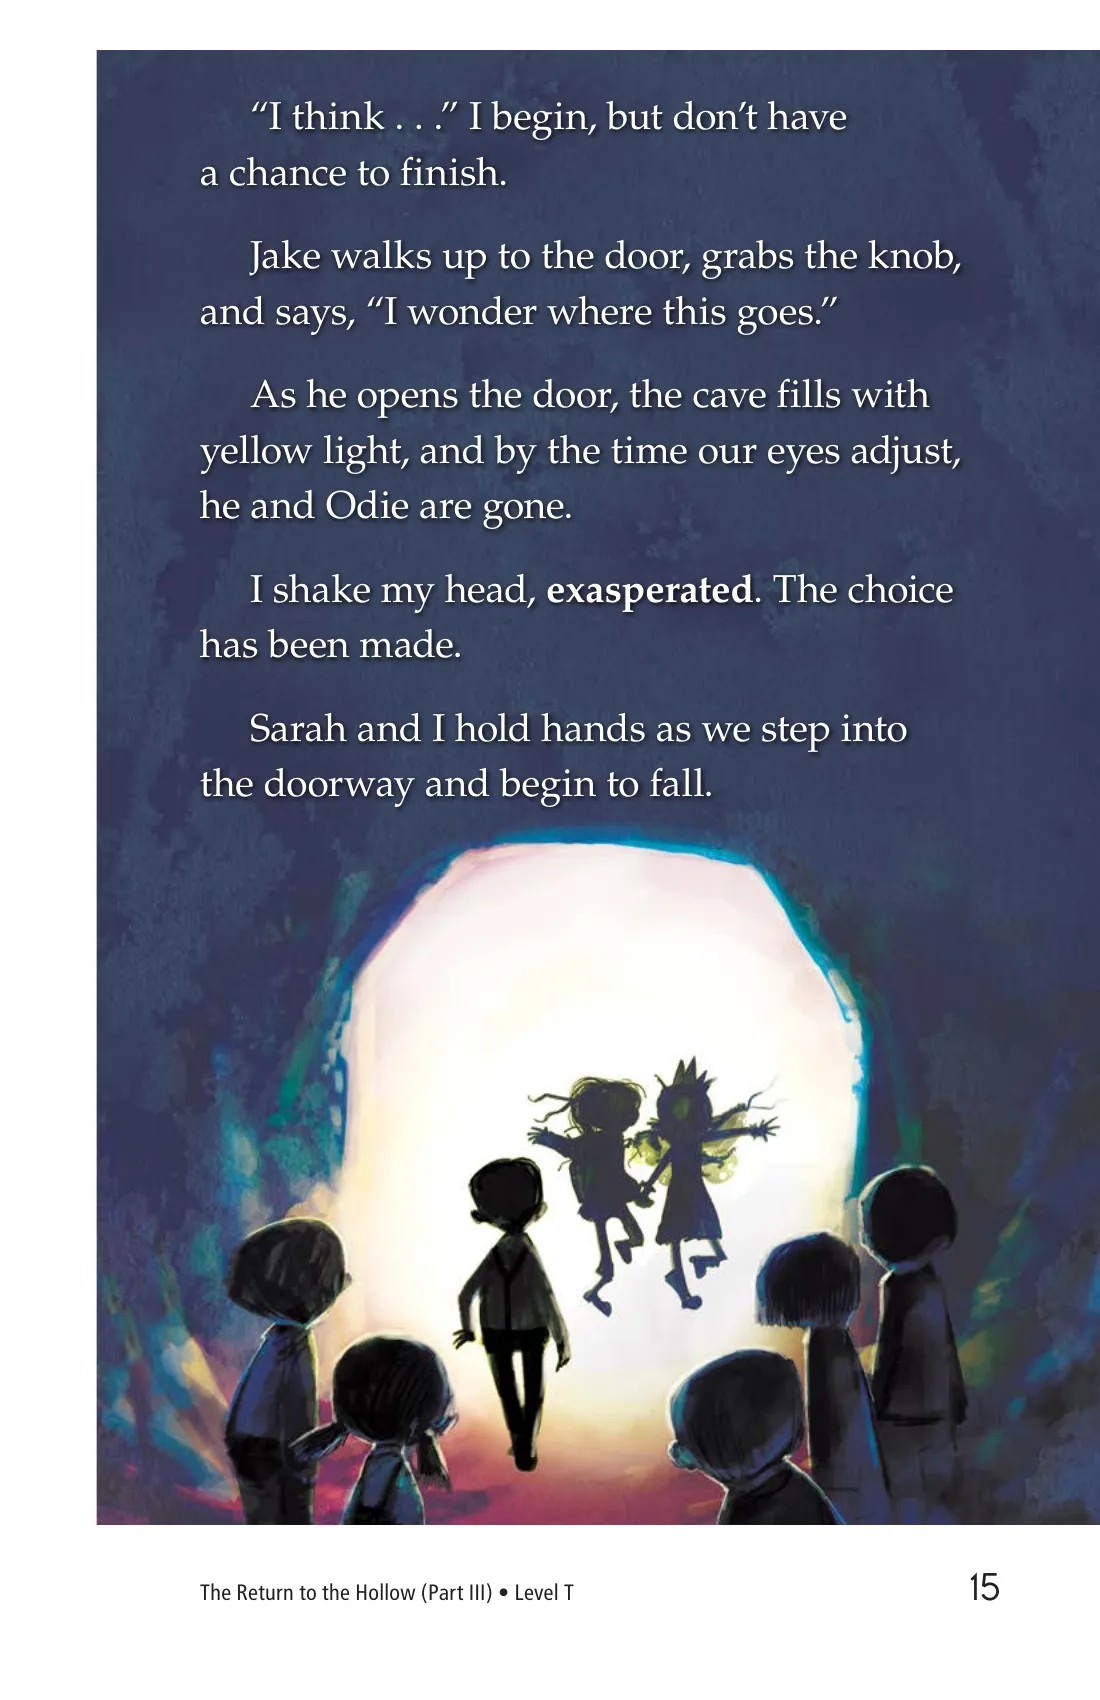 “I think . . .” I begin, but don’t have
a chance to finish.
Jake walks up to the door, grabs the knob,
and says, “I wonder where this goes.”
As he opens the door, the cave fills with
yellow light, and by the time our eyes adjust,
he and Odie are gone.
I shake my head, exasperated. The choice
has been made.
Sarah and I hold hands as we step into
the doorway and begin to fall.
The Return to the Hollow (Part III) • Level T
15